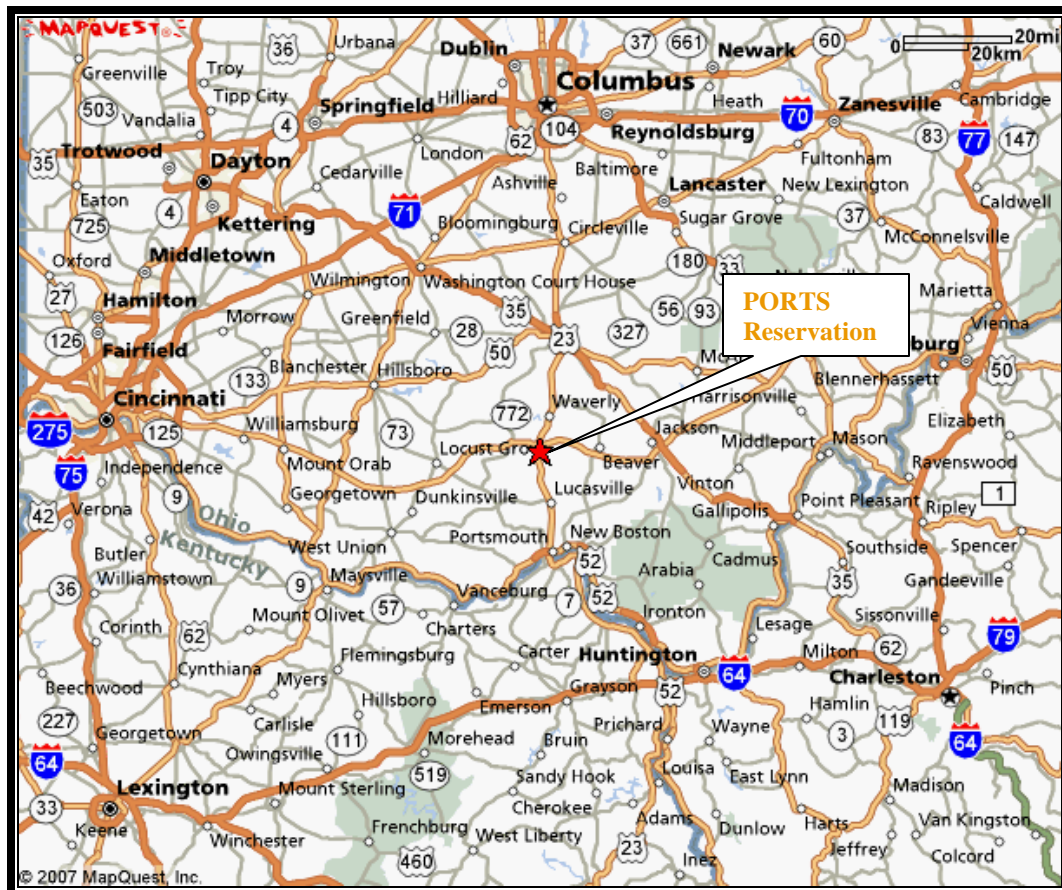 MAPQUEST®
20mi
0
20km
36
Urbana
Dublin
37
661
Newark
60
Greenville
Troy
Columbus
503
Tipp City
Springfield
Hilliard
Heath
70
Zanesville
Cambridge
Vandalia
4
62
104
Reynoldsburg
83
77
147
35
Trotwood
London
Baltimore
Fultonham
Dayton
Cedarville
Ashville
Lancaster
New Lexington
Eaton
4
71
Sugar Grove
37
Caldwell
725
Kettering
Bloomingburg
Circleville
McConnelsville
Oxford
Middletown
180
33
27
Wilmington
Washington Court House
Hamilton
35
56
93
Marietta
PORTS
Reservation
126
Morrow
Greenfield
28
23
327
Vienna
Fairfield
50
burg
133
Blanchester
Hillsboro
Blennerhassett
50
Cincinnati
772
Waverly
Harrisonville
275
125
Williamsburg
73
Jackson
Middleport
Mason
Elizabeth
75
Independence
Mount Orab
Locust Gro
Beaver
Ravenswood
9
Georgetown
Dunkinsville
Lucasville
Vinton
Point Pleasant
1
42
Verona
Ohio
New Boston
Gallipolis
Ripley
Butler
Kentucky
West Union
Portsmouth
52
Cadmus
Southside
Spencer
36
Williamstown
9
Maysville
Vanceburg
Arabia
35
Gandeeville
Mount Olivet
57
7
52
Ironton
Sissonville
Corinth
62
Charters
Lesage
79
Flemingsburg
Carter
Huntington
64
Milton
62
Beechwood
Cynthiana
Myers
Hillsboro
Grayson
52
Charleston
Pinch
227
Carlisle
Emerson
Hamlin
119
Georgetown
111
Morehead
Bruin
Prichard
Wayne
3
64
64
Owingsville
519
Sandy Hook
Louisa
East Lynn
Madison
Lexington
Mount Sterling
33
Cherokee
Adams
Dunlow
Harts
Van Kingston
Keene
Winchester
Frenchburg
West Liberty
23
Jeffrey
Colcord
460
Inez
© 2007 MapQuest, Inc.